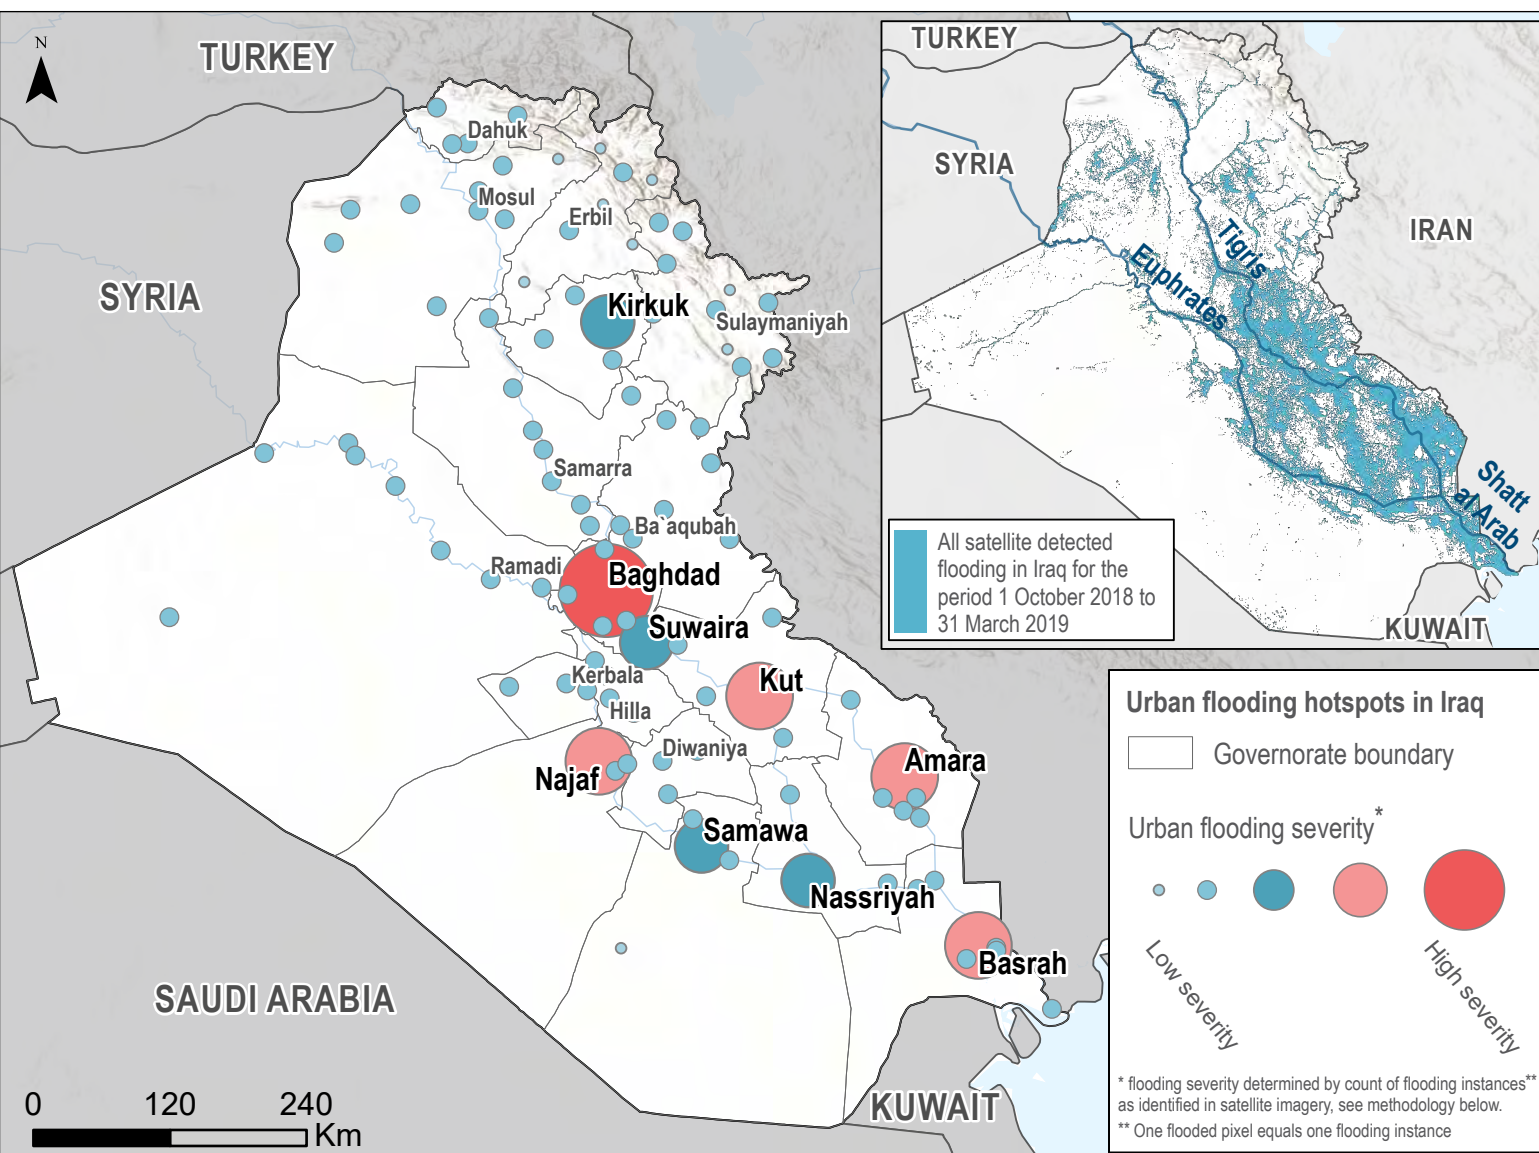 N
TURKEY
SYRIA
SAUDI ARABIA
KUWAIT
Dahuk
Mosul
Erbil
Kirkuk
Sulaymaniyah
Samarra
Ba`aqubah
Ramadi
Baghdad
Suwaira
Kerbala
Hilla
Kut
Najaf
Diwaniya
Amara
Samawa
Nassriyah
Basrah
0 120 240
Km
TURKEY
SYRIA
IRAN
KUWAIT
Tigris
Euphrates
Shatt
al Arab
All satellite detected
flooding in Iraq for the
period 1 October 2018 to
31 March 2019
Urban flooding hotspots in Iraq
Governorate boundary
Urban flooding severity*
Low severity
High severity
* flooding severity determined by count of flooding instances**
as identified in satellite imagery, see methodology below.
** One flooded pixel equals one flooding instance